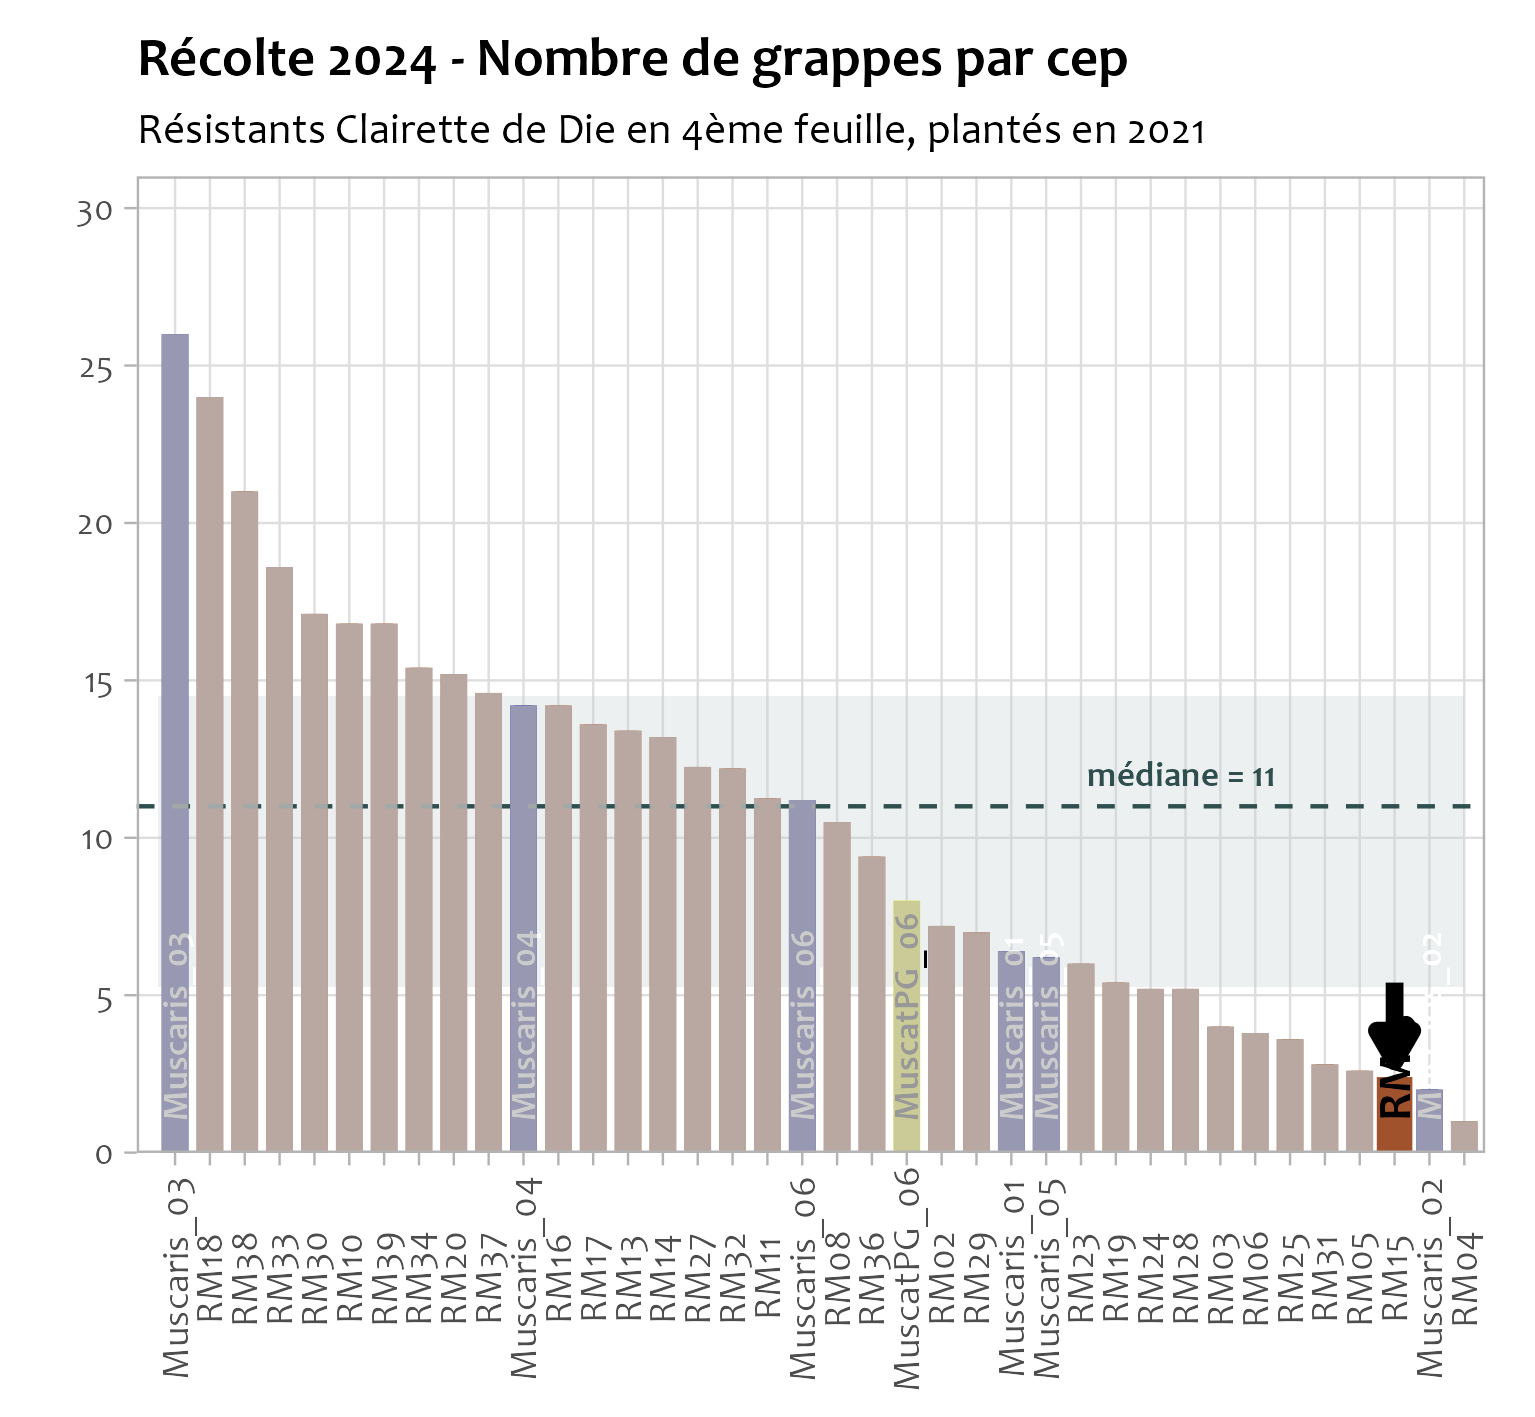 Récolte 2024 - Nombre de grappes par cep
Résistants Clairette de Die en 4ème feuille, plantés en 2021
30
25
20
15
10
5
0
médiane = 11
Muscaris_03
Muscaris_04
Muscaris_06
MuscatPG_06
Muscaris_01
Muscaris_05
Muscaris_03
RM18
RM38
RM33
RM30
RM10
RM39
RM34
RM20
RM37
Muscaris_04
RM16
RM17
RM13
RM14
RM27
RM32
RM11
Muscaris_06
RM08
RM36
MuscatPG_06
RM02
RM29
Muscaris_01
Muscaris_05
RM23
RM19
RM24
RM28
RM03
RM06
RM25
RM31
RM05
RM15
Muscaris_02
RM04